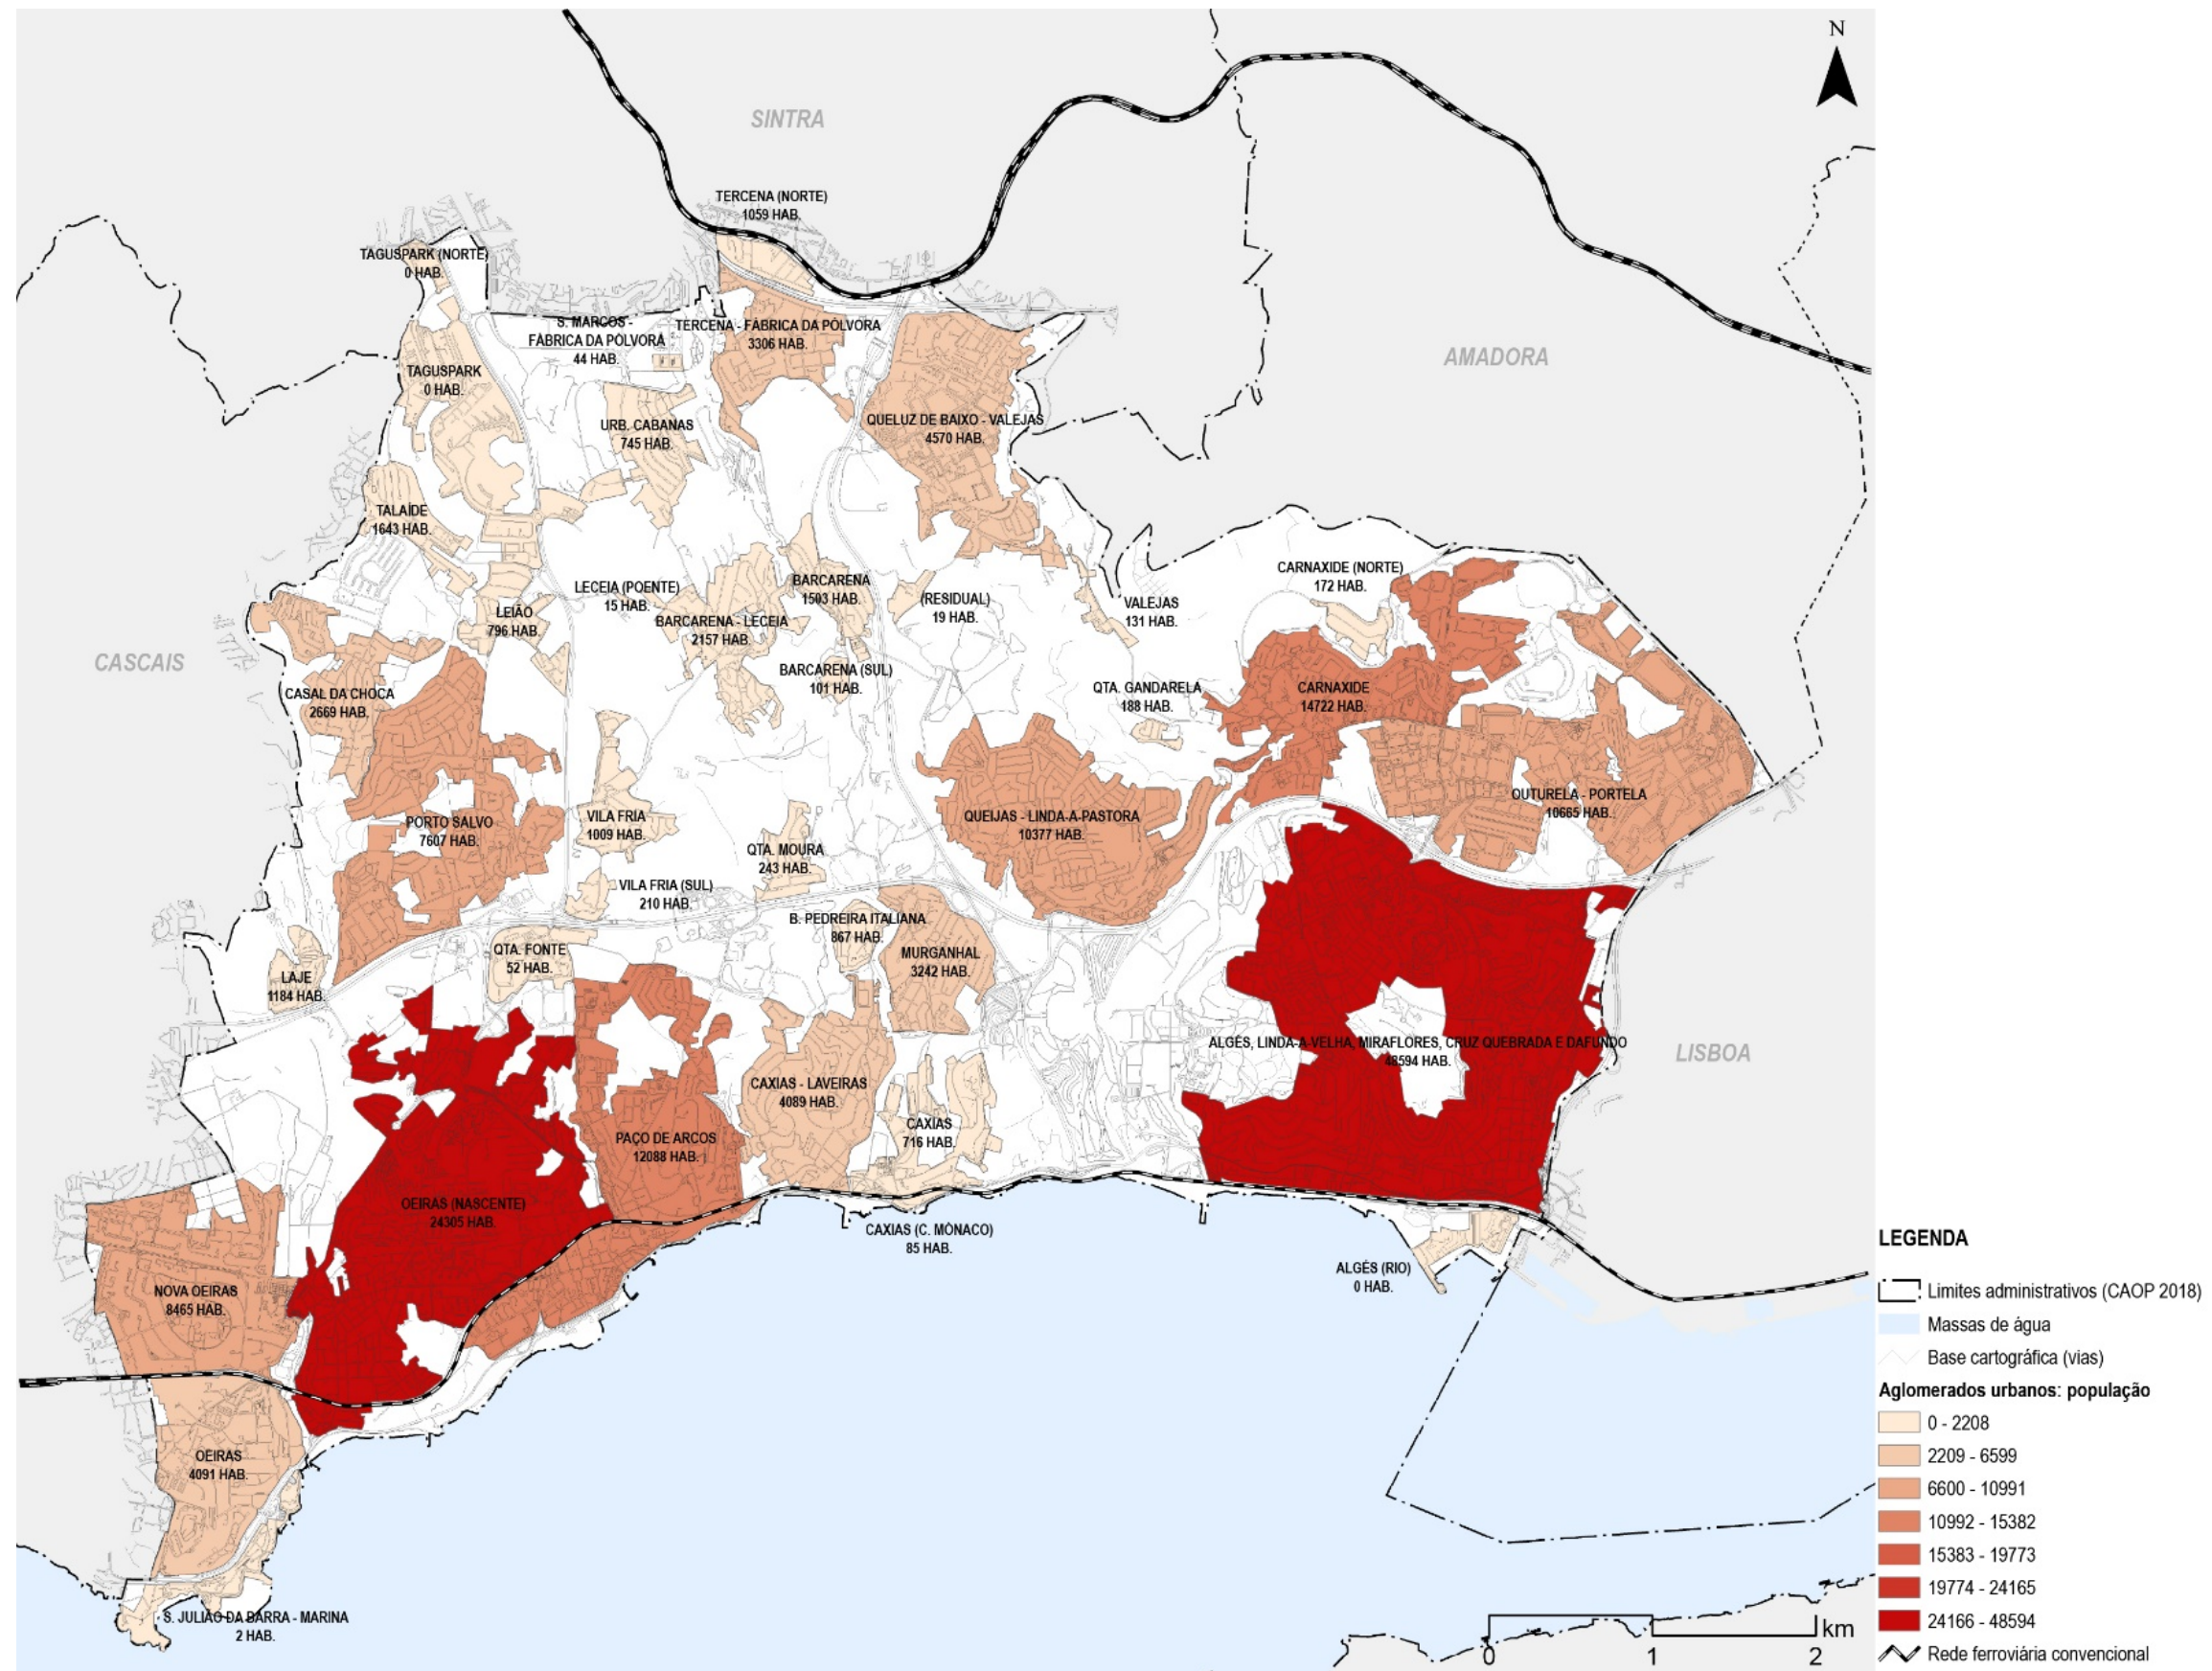 N
SINTRA
TERCENA (NORTE)
1059 HAB.
TAGUSPARK (NORTE)
0 HAB.
S. MARCOS -
FÁBRICA DA PÓLVORA
44 HAB.
TERCENA - FÁBRICA DA PÓLVORA
3306 HAB.
AMADORA
TAGUSPARK
0 HAB.
URB. CABANAS
745 HAB.
QUELUZ DE BAIXO - VALEJAS
4570 HAB.
TALAÍDE
1643 HAB.
CARNAXIDE (NORTE)
172 HAB.
LECEIA (POENTE)
15 HAB.
BARCARENA
1503 HAB.
(RESIDUAL)
19 HAB.
VALEJAS
131 HAB.
LEIÃO
796 HAB.
BARCARENA - LECEIA
2157 HAB.
CASCAIS
BARCARENA (SUL)
101 HAB.
CASAL DA CHOCA
2669 HAB.
QTA. GANDARELA
188 HAB.
CARNAXIDE
14722 HAB.
OUTURELA - PORTELA
10665 HAB.
PORTO SALVO
7607 HAB.
VILA FRIA
1009 HAB.
QUEIJAS - LINDA-A-PASTORA
10377 HAB.
QTA. MOURA
243 HAB.
VILA FRIA (SUL)
210 HAB.
B. PEDREIRA ITALIANA
867 HAB.
QTA. FONTE
52 HAB.
MURGANHAL
3242 HAB.
LAJE
1184 HAB.
ALGÉS, LINDA-A-VELHA, MIRAFLORES, CRUZ QUEBRADA E DAFUNDO
48594 HAB.
LISBOA
CAXIAS - LAVEIRAS
4089 HAB.
CAXIAS
716 HAB.
PAÇO DE ARCOS
12088 HAB.
OEIRAS (NASCENTE)
24305 HAB.
CAXIAS (C. MÓNACO)
85 HAB.
ALGÉS (RIO)
0 HAB.
NOVA OEIRAS
8465 HAB.
OEIRAS
4091 HAB.
S. JULIÃO DA BARRA - MARINA
2 HAB.
LEGENDA
Limites administrativos (CAOP 2018)
Massas de água
Base cartográfica (vias)
Aglomerados urbanos: população
0 - 2208
2209 - 6599
6600 - 10991
10992 - 15382
15383 - 19773
19774 - 24165
24166 - 48594
Rede ferroviária convencional
km
0 1 2